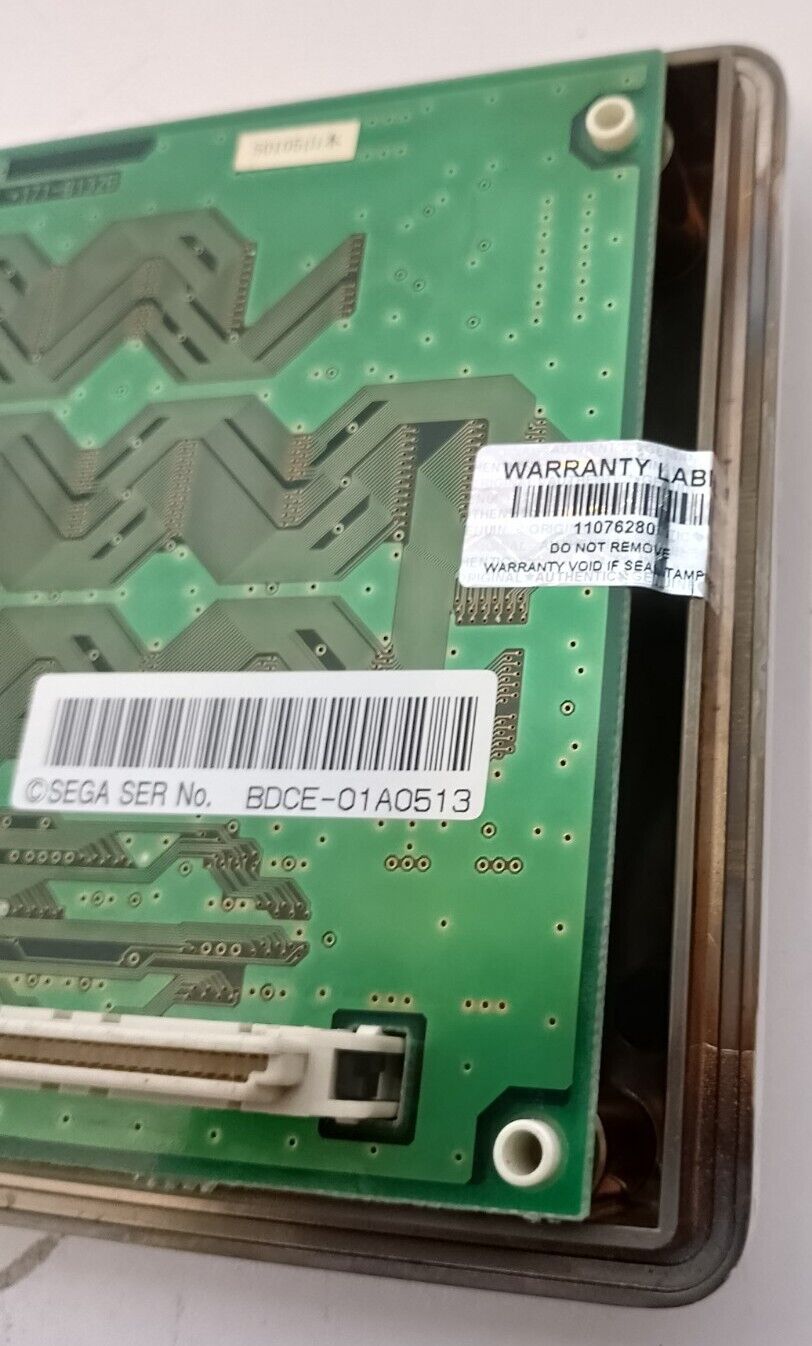 WARRANTY LAB
11076280
DO NOT REMOVE
WARRANTY VOID IF SEAL TAMP
©SEGA SER No. BDCE-01A0513